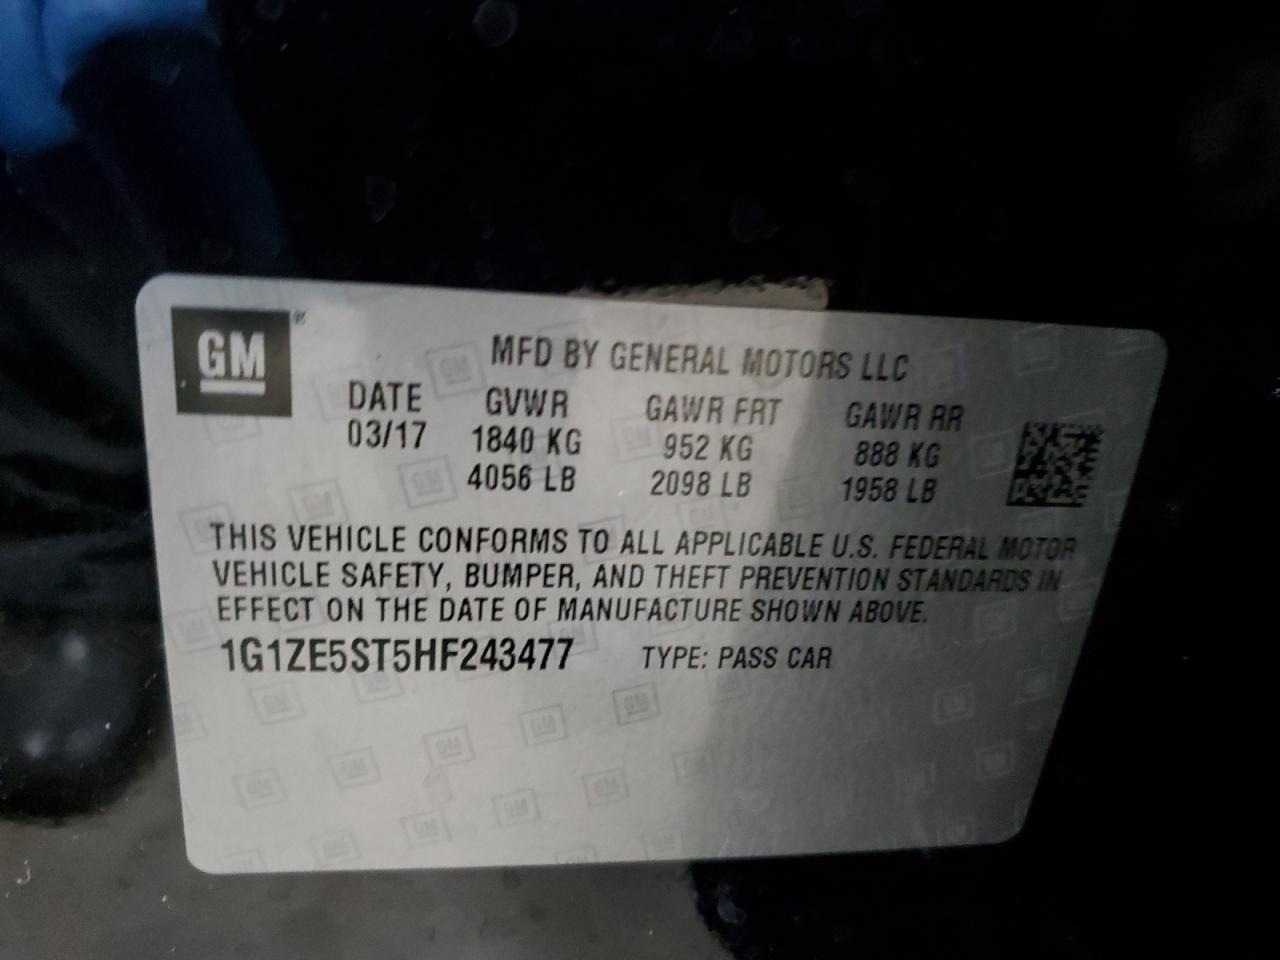 GM
MFD BY GENERAL MOTORS LLC
DATE GVWR GAWR FRT GAWR RR
03/17 1840 KG 952 KG 888 KG
4056 LB 2098 LB 1958 LB
THIS VEHICLE CONFORMS TO ALL APPLICABLE U.S. FEDERAL MOTOR
VEHICLE SAFETY, BUMPER, AND THEFT PREVENTION STANDARDS IN
EFFECT ON THE DATE OF MANUFACTURE SHOWN ABOVE.
1G1ZE5ST5HF243477 TYPE: PASS CAR